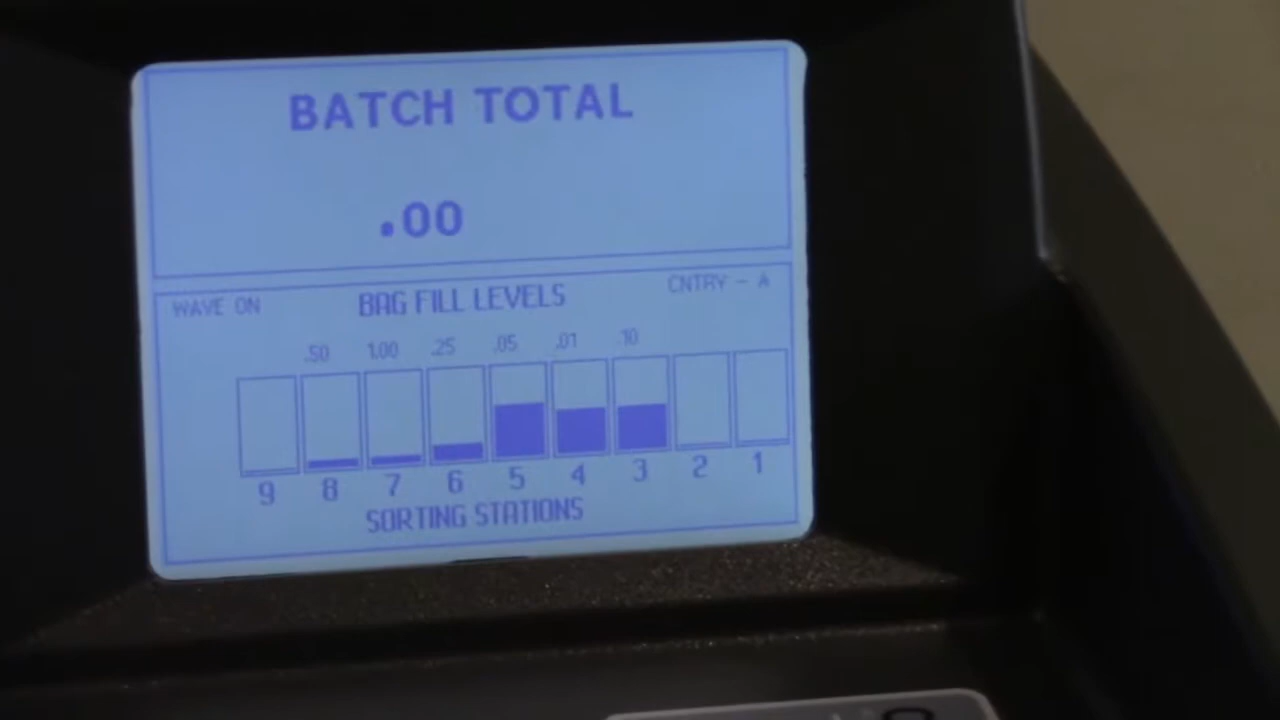 BATCH TOTAL
.00
WAVE ON BAG FILL LEVELS CNTRY - A
.50 1.00 .25 .05 .01 .10
9 8 7 6 5 4 3 2 1
SORTING STATIONS